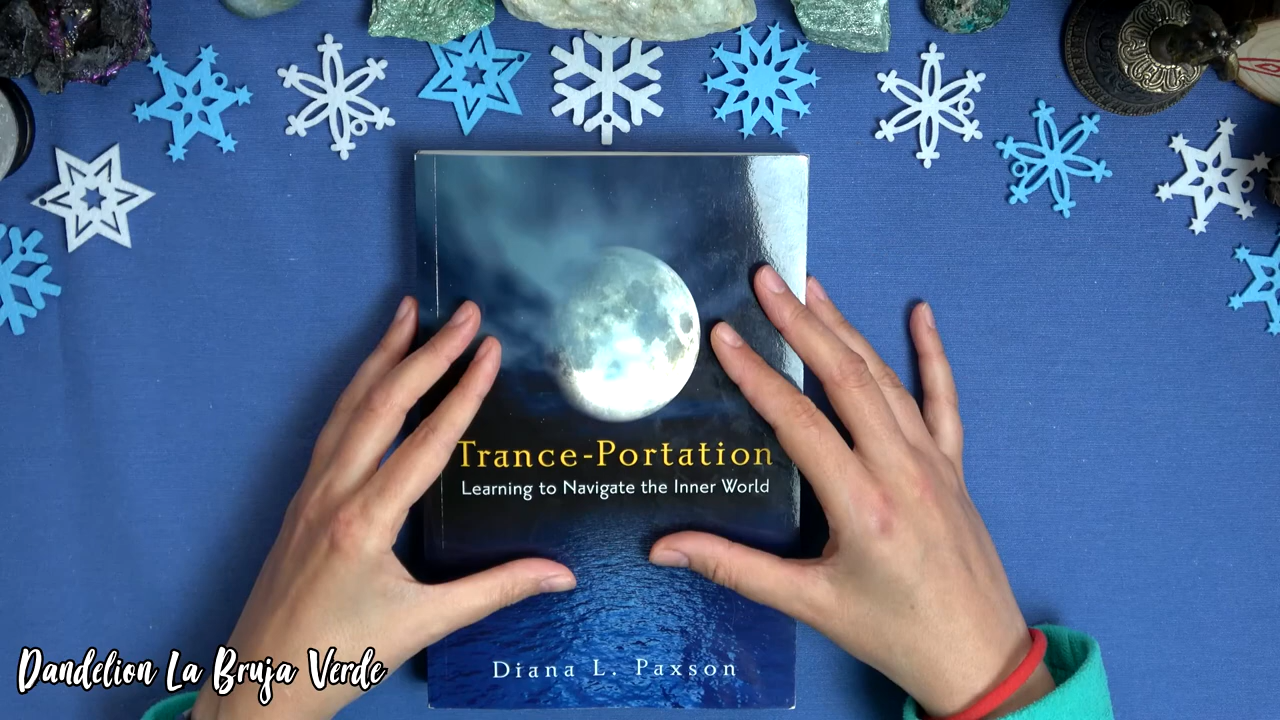 Trance-Portation
Learning to Navigate the Inner World
Diana L. Paxson
Dandelion La Bruja Verde